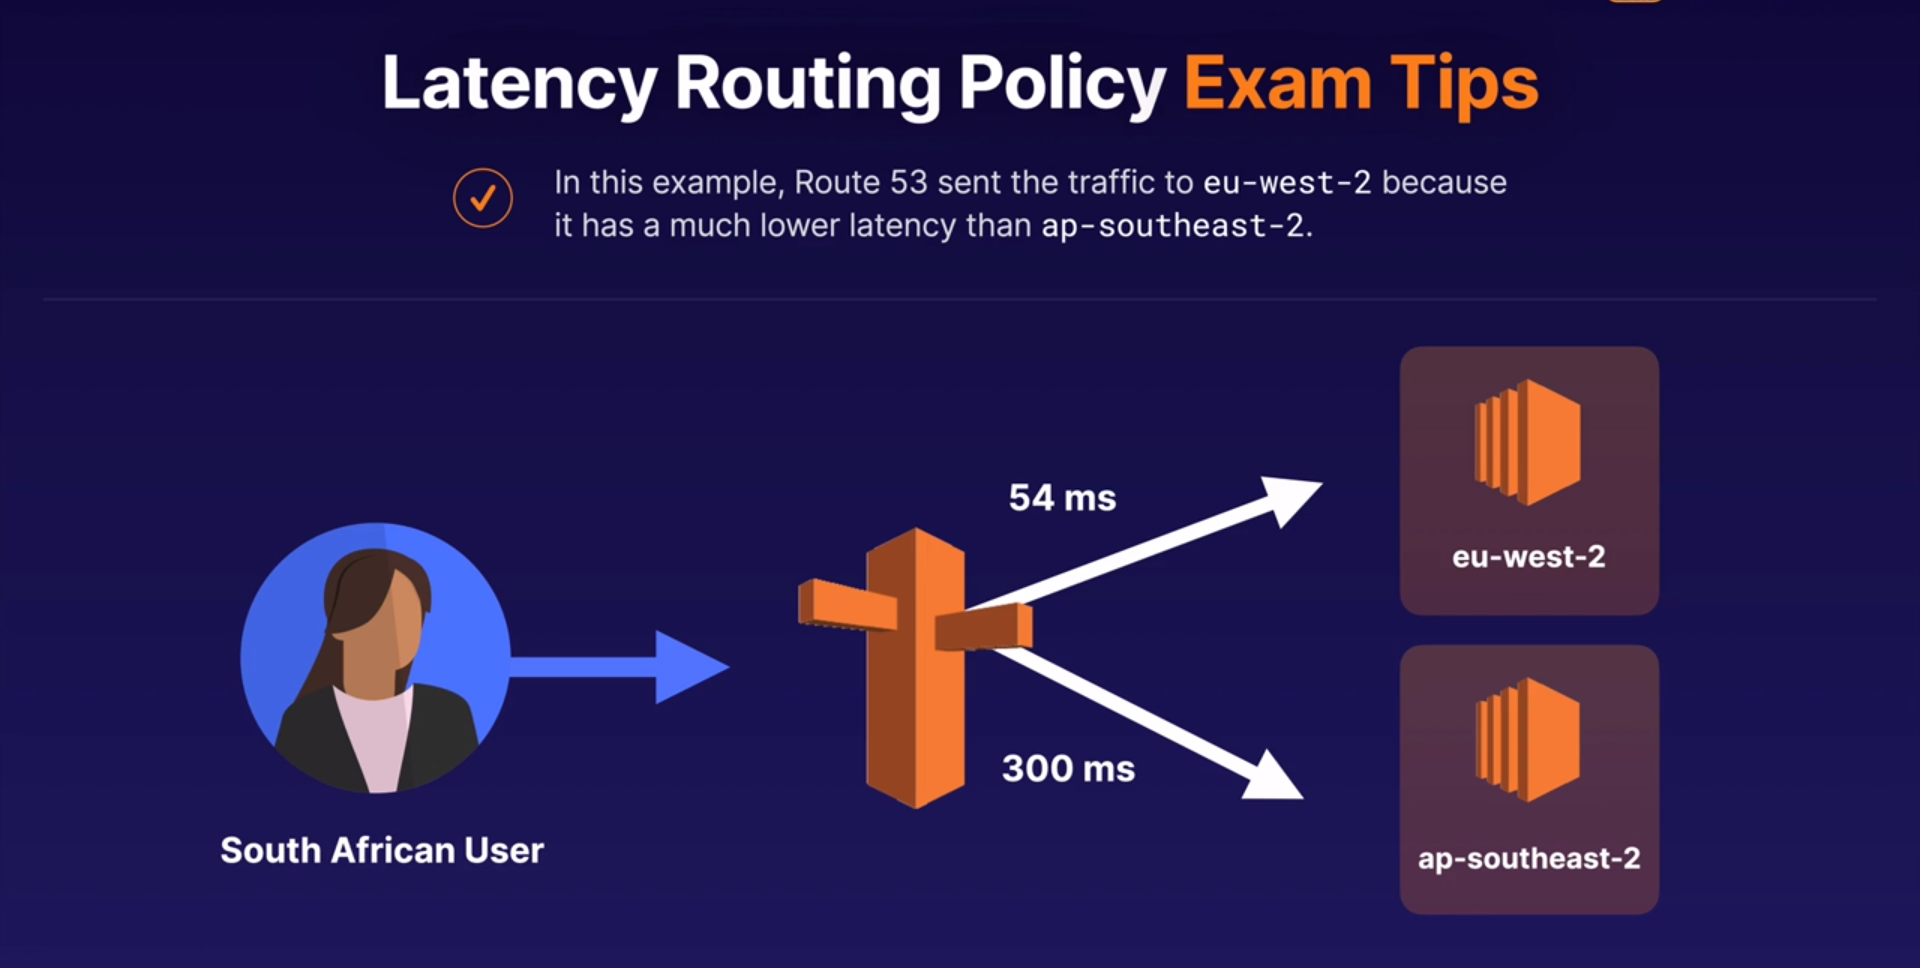 Latency Routing Policy Exam Tips
In this example, Route 53 sent the traffic to eu-west-2 because
it has a much lower latency than ap-southeast-2.
54 ms
eu-west-2
300 ms
South African User
ap-southeast-2